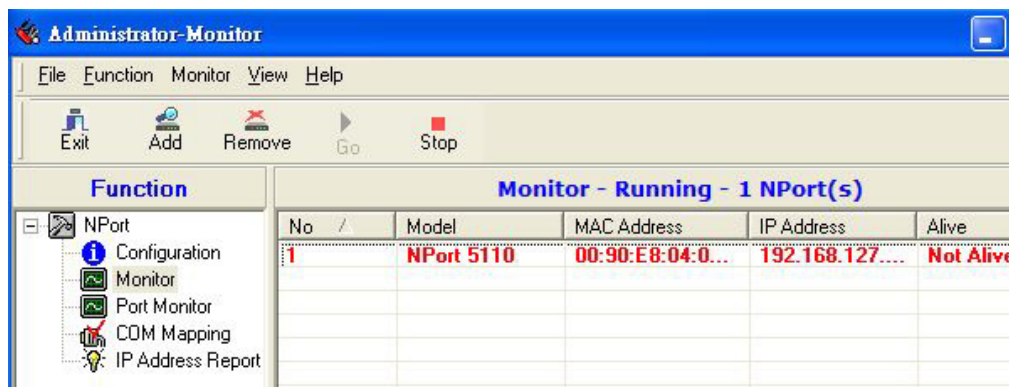 Administrator-Monitor
File Function Monitor View Help
Exit Add Remove Go Stop
Function
Monitor - Running - 1 NPort(s)
NPort
Configuration
Monitor
Port Monitor
COM Mapping
IP Address Report
No Model MAC Address IP Address Alive
1 NPort 5110 00:90:E8:04:0... 192.168.127.... Not Alive